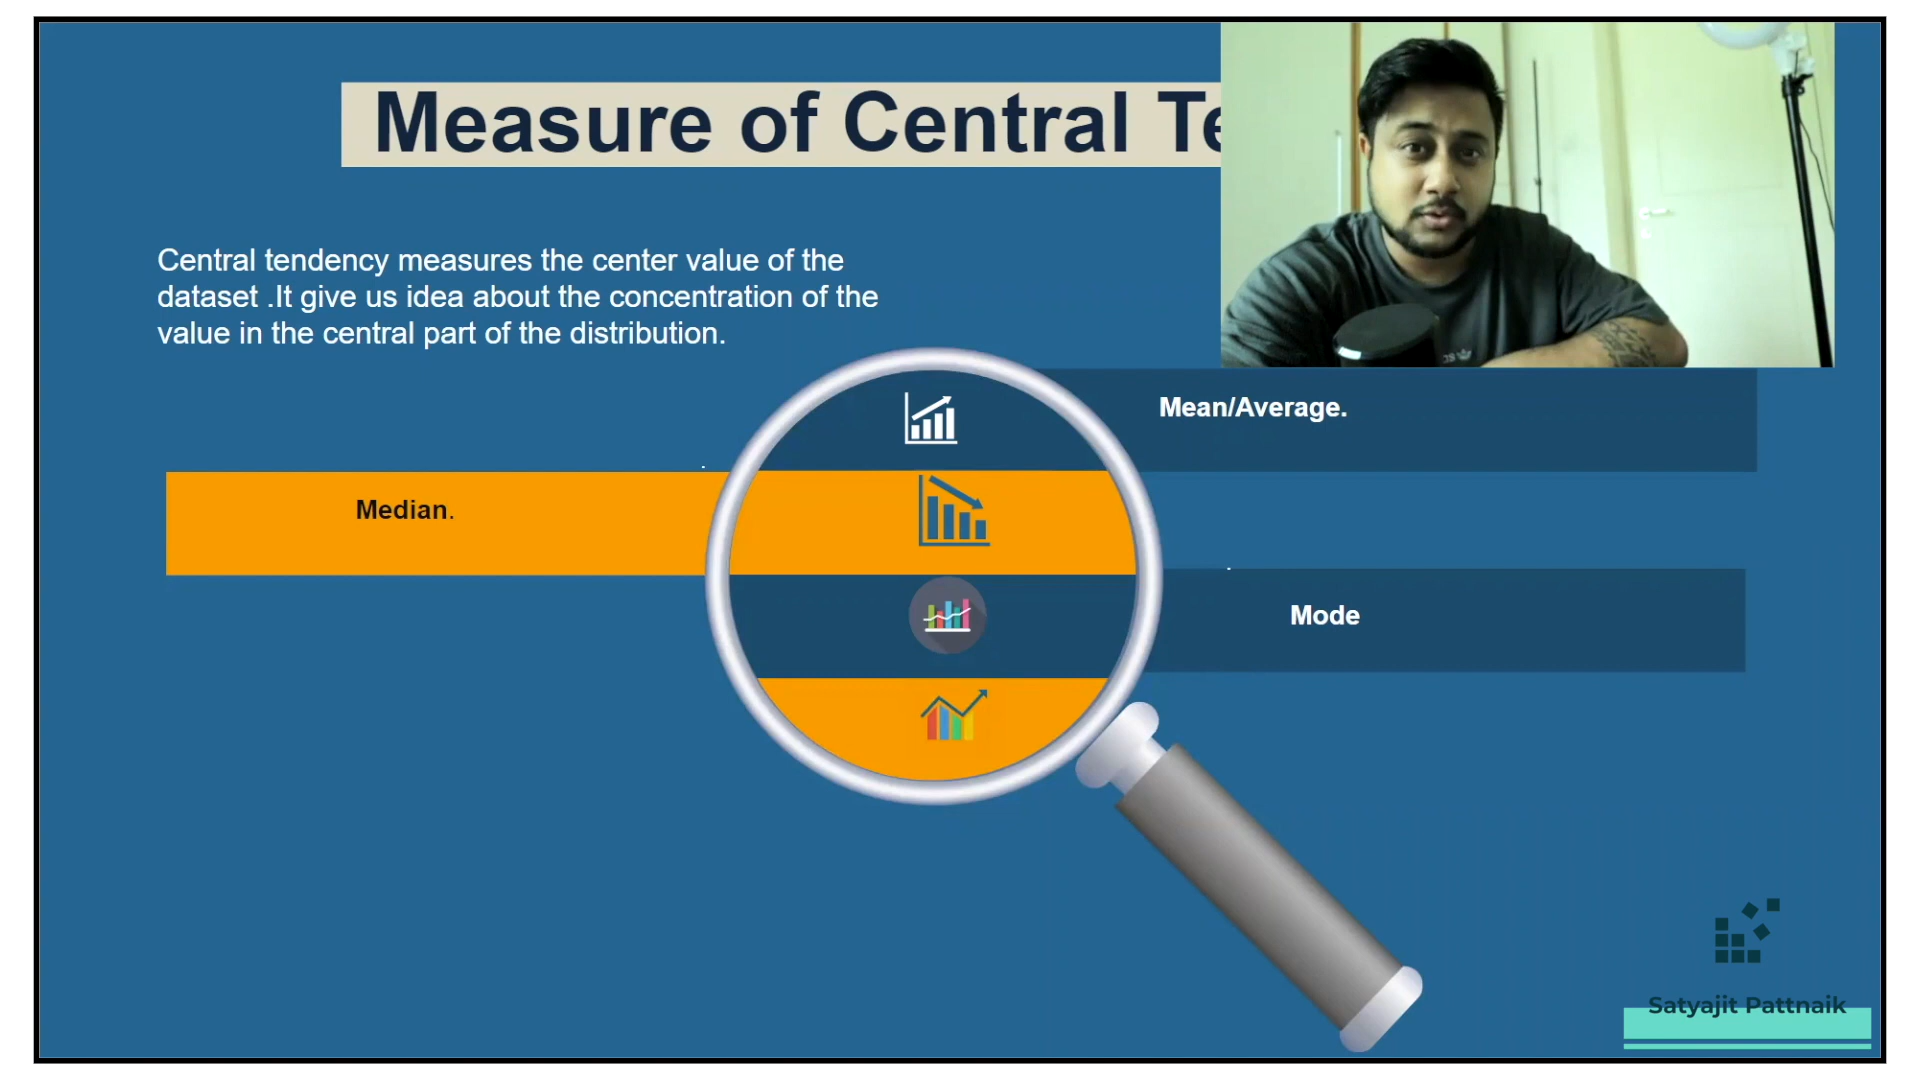 Measure of Central Te
Central tendency measures the center value of the
dataset .It give us idea about the concentration of the
value in the central part of the distribution.
Mean/Average.
Median.
Mode
Satyajit Pattnaik